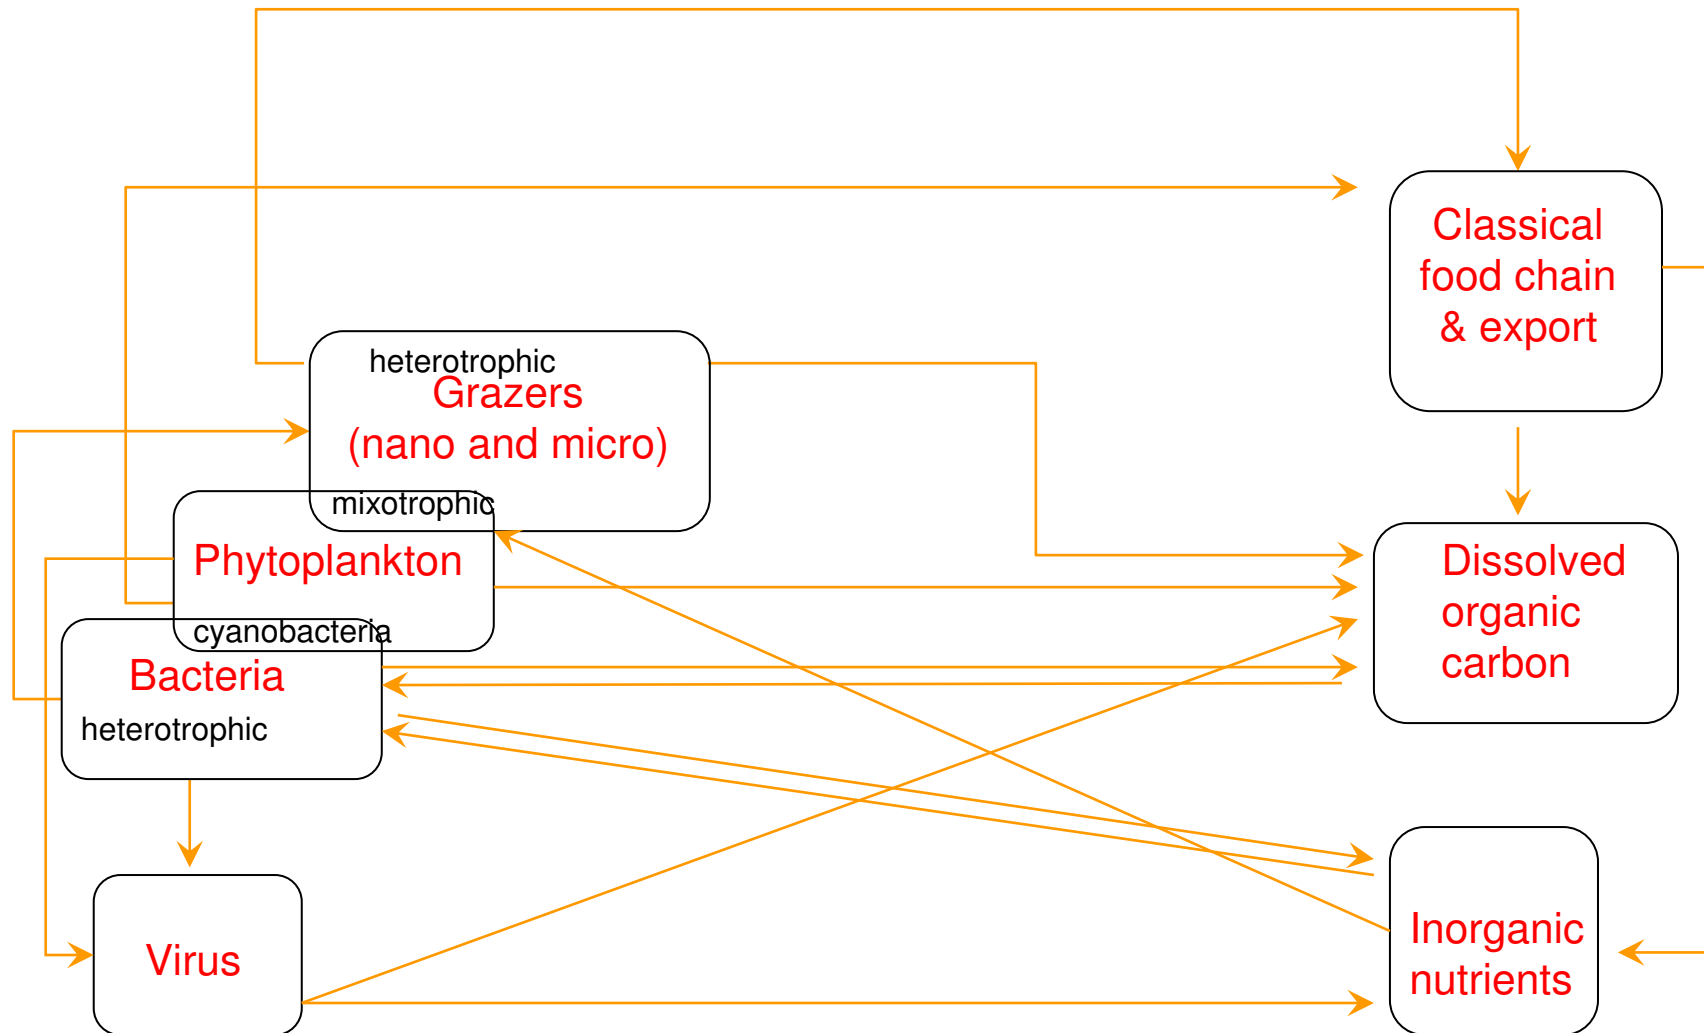 Classical
food chain
& export
heterotrophic
Grazers
(nano and micro)
mixotrophic
Phytoplankton
cyanobacteria
Bacteria
heterotrophic
Dissolved
organic
carbon
Virus
Inorganic
nutrients